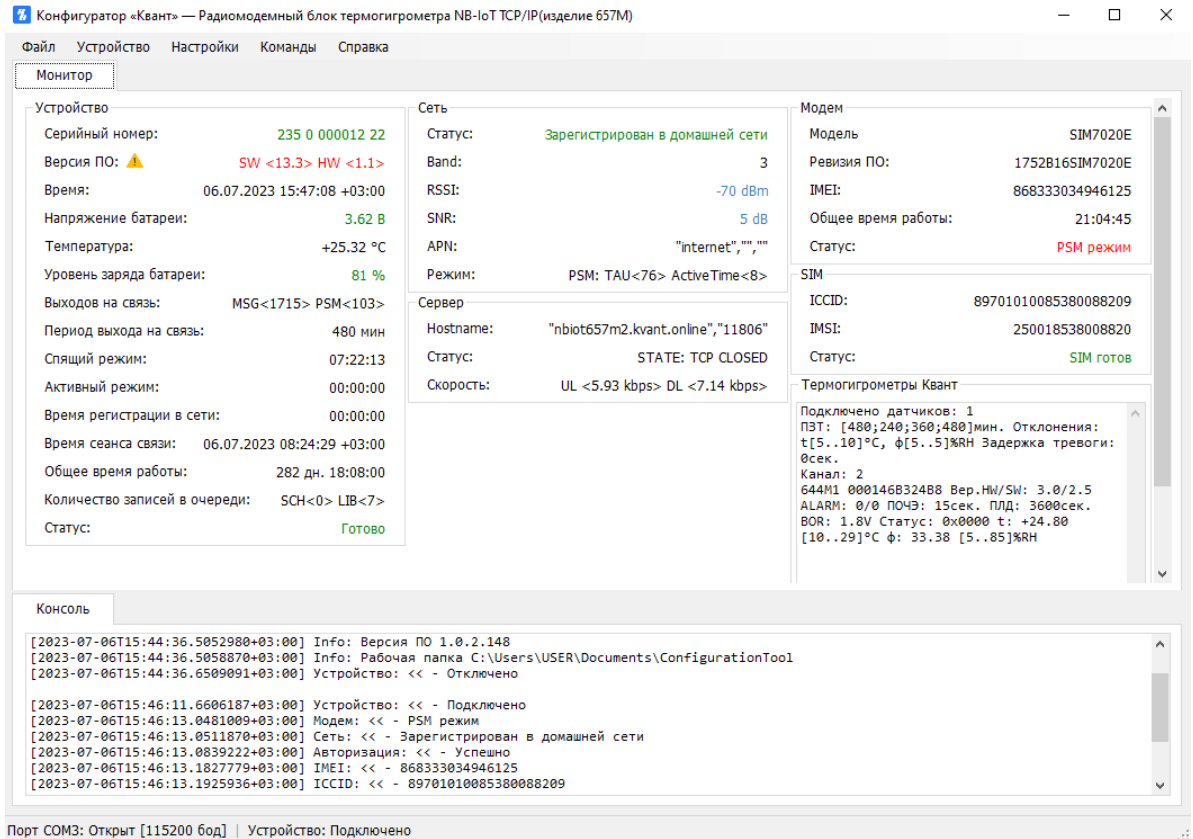 Конфигуратор «Квант» — Радиомодемный блок термогигрометра NB-IoT TCP/IP(изделие 657М)
Файл Устройство Настройки Команды Справка
Монитор
Устройство
Серийный номер: 235 0 000012 22
Версия ПО: SW <13.3> HW <1.1>
Время: 06.07.2023 15:47:08 +03:00
Напряжение батареи: 3.62 В
Температура: +25.32 °C
Уровень заряда батареи: 81 %
Выходов на связь: MSG<1715> PSM<103>
Период выхода на связь: 480 мин
Спящий режим: 07:22:13
Активный режим: 00:00:00
Время регистрации в сети: 00:00:00
Время сеанса связи: 06.07.2023 08:24:29 +03:00
Общее время работы: 282 дн. 18:08:00
Количество записей в очереди: SCH<0> LIB<7>
Статус: Готово
Сеть
Статус: Зарегистрирован в домашней сети
Band: 3
RSSI: -70 dBm
SNR: 5 dB
APN: "internet","",""
Режим: PSM: TAU<76> ActiveTime<8>
Сервер
Hostname: "nbiot657m2.kvant.online","11806"
Статус: STATE: TCP CLOSED
Скорость: UL <5.93 kbps> DL <7.14 kbps>
Модем
Модель SIM7020E
Ревизия ПО: 1752B16SIM7020E
IMEI: 868333034946125
Общее время работы: 21:04:45
Статус: PSM режим
SIM
ICCID: 89701010085380088209
IMSI: 250018538008820
Статус: SIM готов
Термогигрометры Квант
Подключено датчиков: 1
ПЗТ: [480;240;360;480]мин. Отклонения:
t[5..10]°C, ф[5..5]%RH Задержка тревоги:
0сек.
Канал: 2
644М1 000146B324B8 Вер.HW/SW: 3.0/2.5
ALARM: 0/0 ПОЧЭ: 15сек. ПЛД: 3600сек.
BOR: 1.8V Статус: 0x0000 t: +24.80
[10..29]°C ф: 33.38 [5..85]%RH
Консоль
[2023-07-06T15:44:36.5052980+03:00] Info: Версия ПО 1.0.2.148
[2023-07-06T15:44:36.5058870+03:00] Info: Рабочая папка C:\Users\USER\Documents\ConfigurationTool
[2023-07-06T15:44:36.6509091+03:00] Устройство: << - Отключено
[2023-07-06T15:46:11.6606187+03:00] Устройство: << - Подключено
[2023-07-06T15:46:13.0481009+03:00] Модем: << - PSM режим
[2023-07-06T15:46:13.0511870+03:00] Сеть: << - Зарегистрирован в домашней сети
[2023-07-06T15:46:13.0839222+03:00] Авторизация: << - Успешно
[2023-07-06T15:46:13.1827779+03:00] IMEI: << - 868333034946125
[2023-07-06T15:46:13.1925936+03:00] ICCID: << - 89701010085380088209
Порт COM3: Открыт [115200 бод] | Устройство: Подключено